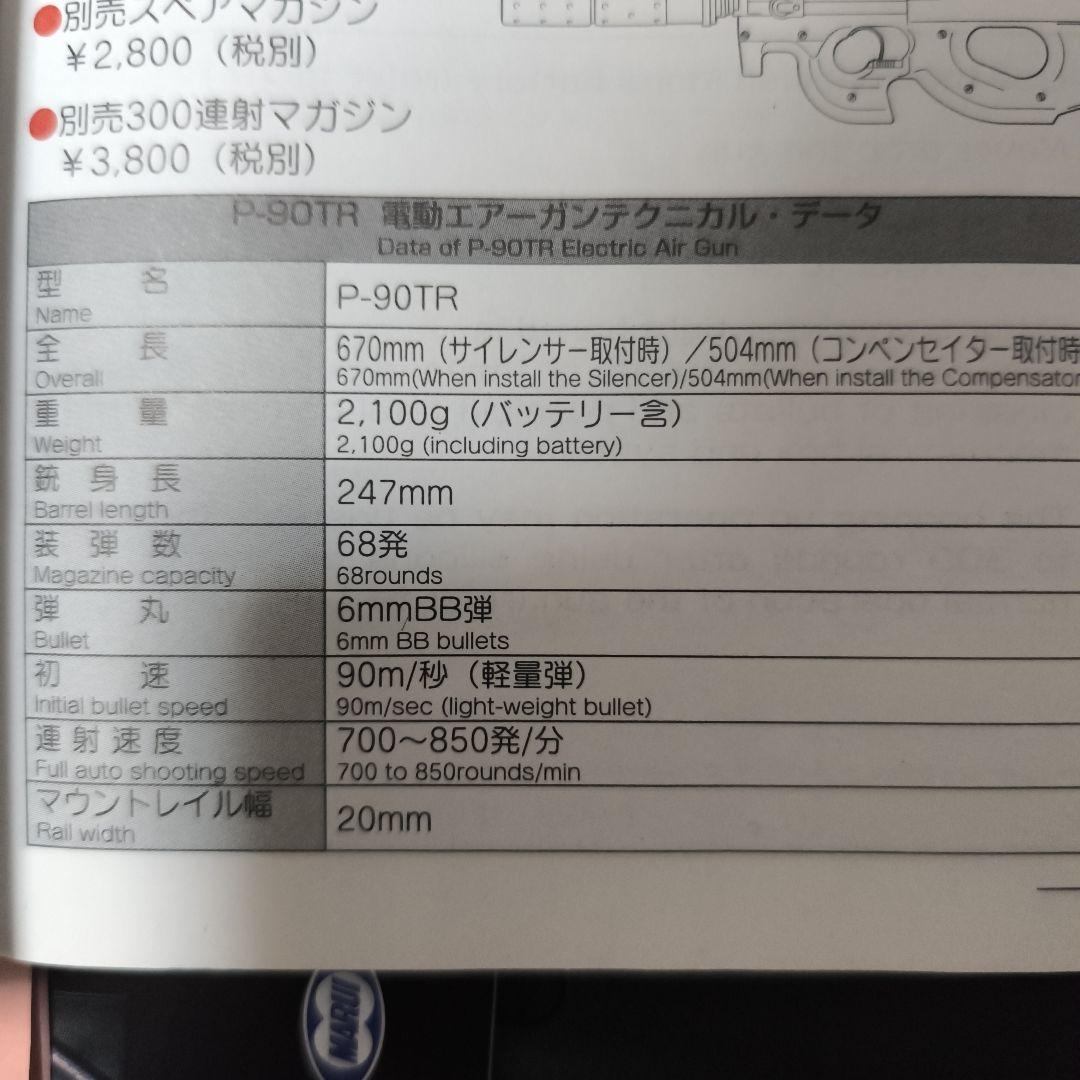 ●別売スペアマガジン
￥2,800（税別）
●別売300連射マガジン
￥3,800（税別）
P-90TR 電動エアーガンテクニカル・データ
Data of P-90TR Electric Air Gun
型名
Name
P-90TR
全長
Overall
670mm（サイレンサー取付時）／504mm（コンペンセイター取付時
670mm(When install the Silencer)/504mm(When install the Compensator
重量
Weight
2,100g（バッテリー含）
2,100g (including battery)
銃身長
Barrel length
247mm
装弾数
Magazine capacity
68発
68rounds
弾丸
Bullet
6mmBB弾
6mm BB bullets
初速
Initial bullet speed
90m/秒（軽量弾）
90m/sec (light-weight bullet)
連射速度
Full auto shooting speed
700〜850発/分
700 to 850rounds/min
マウントレイル幅
Rail width
20mm
MARUI